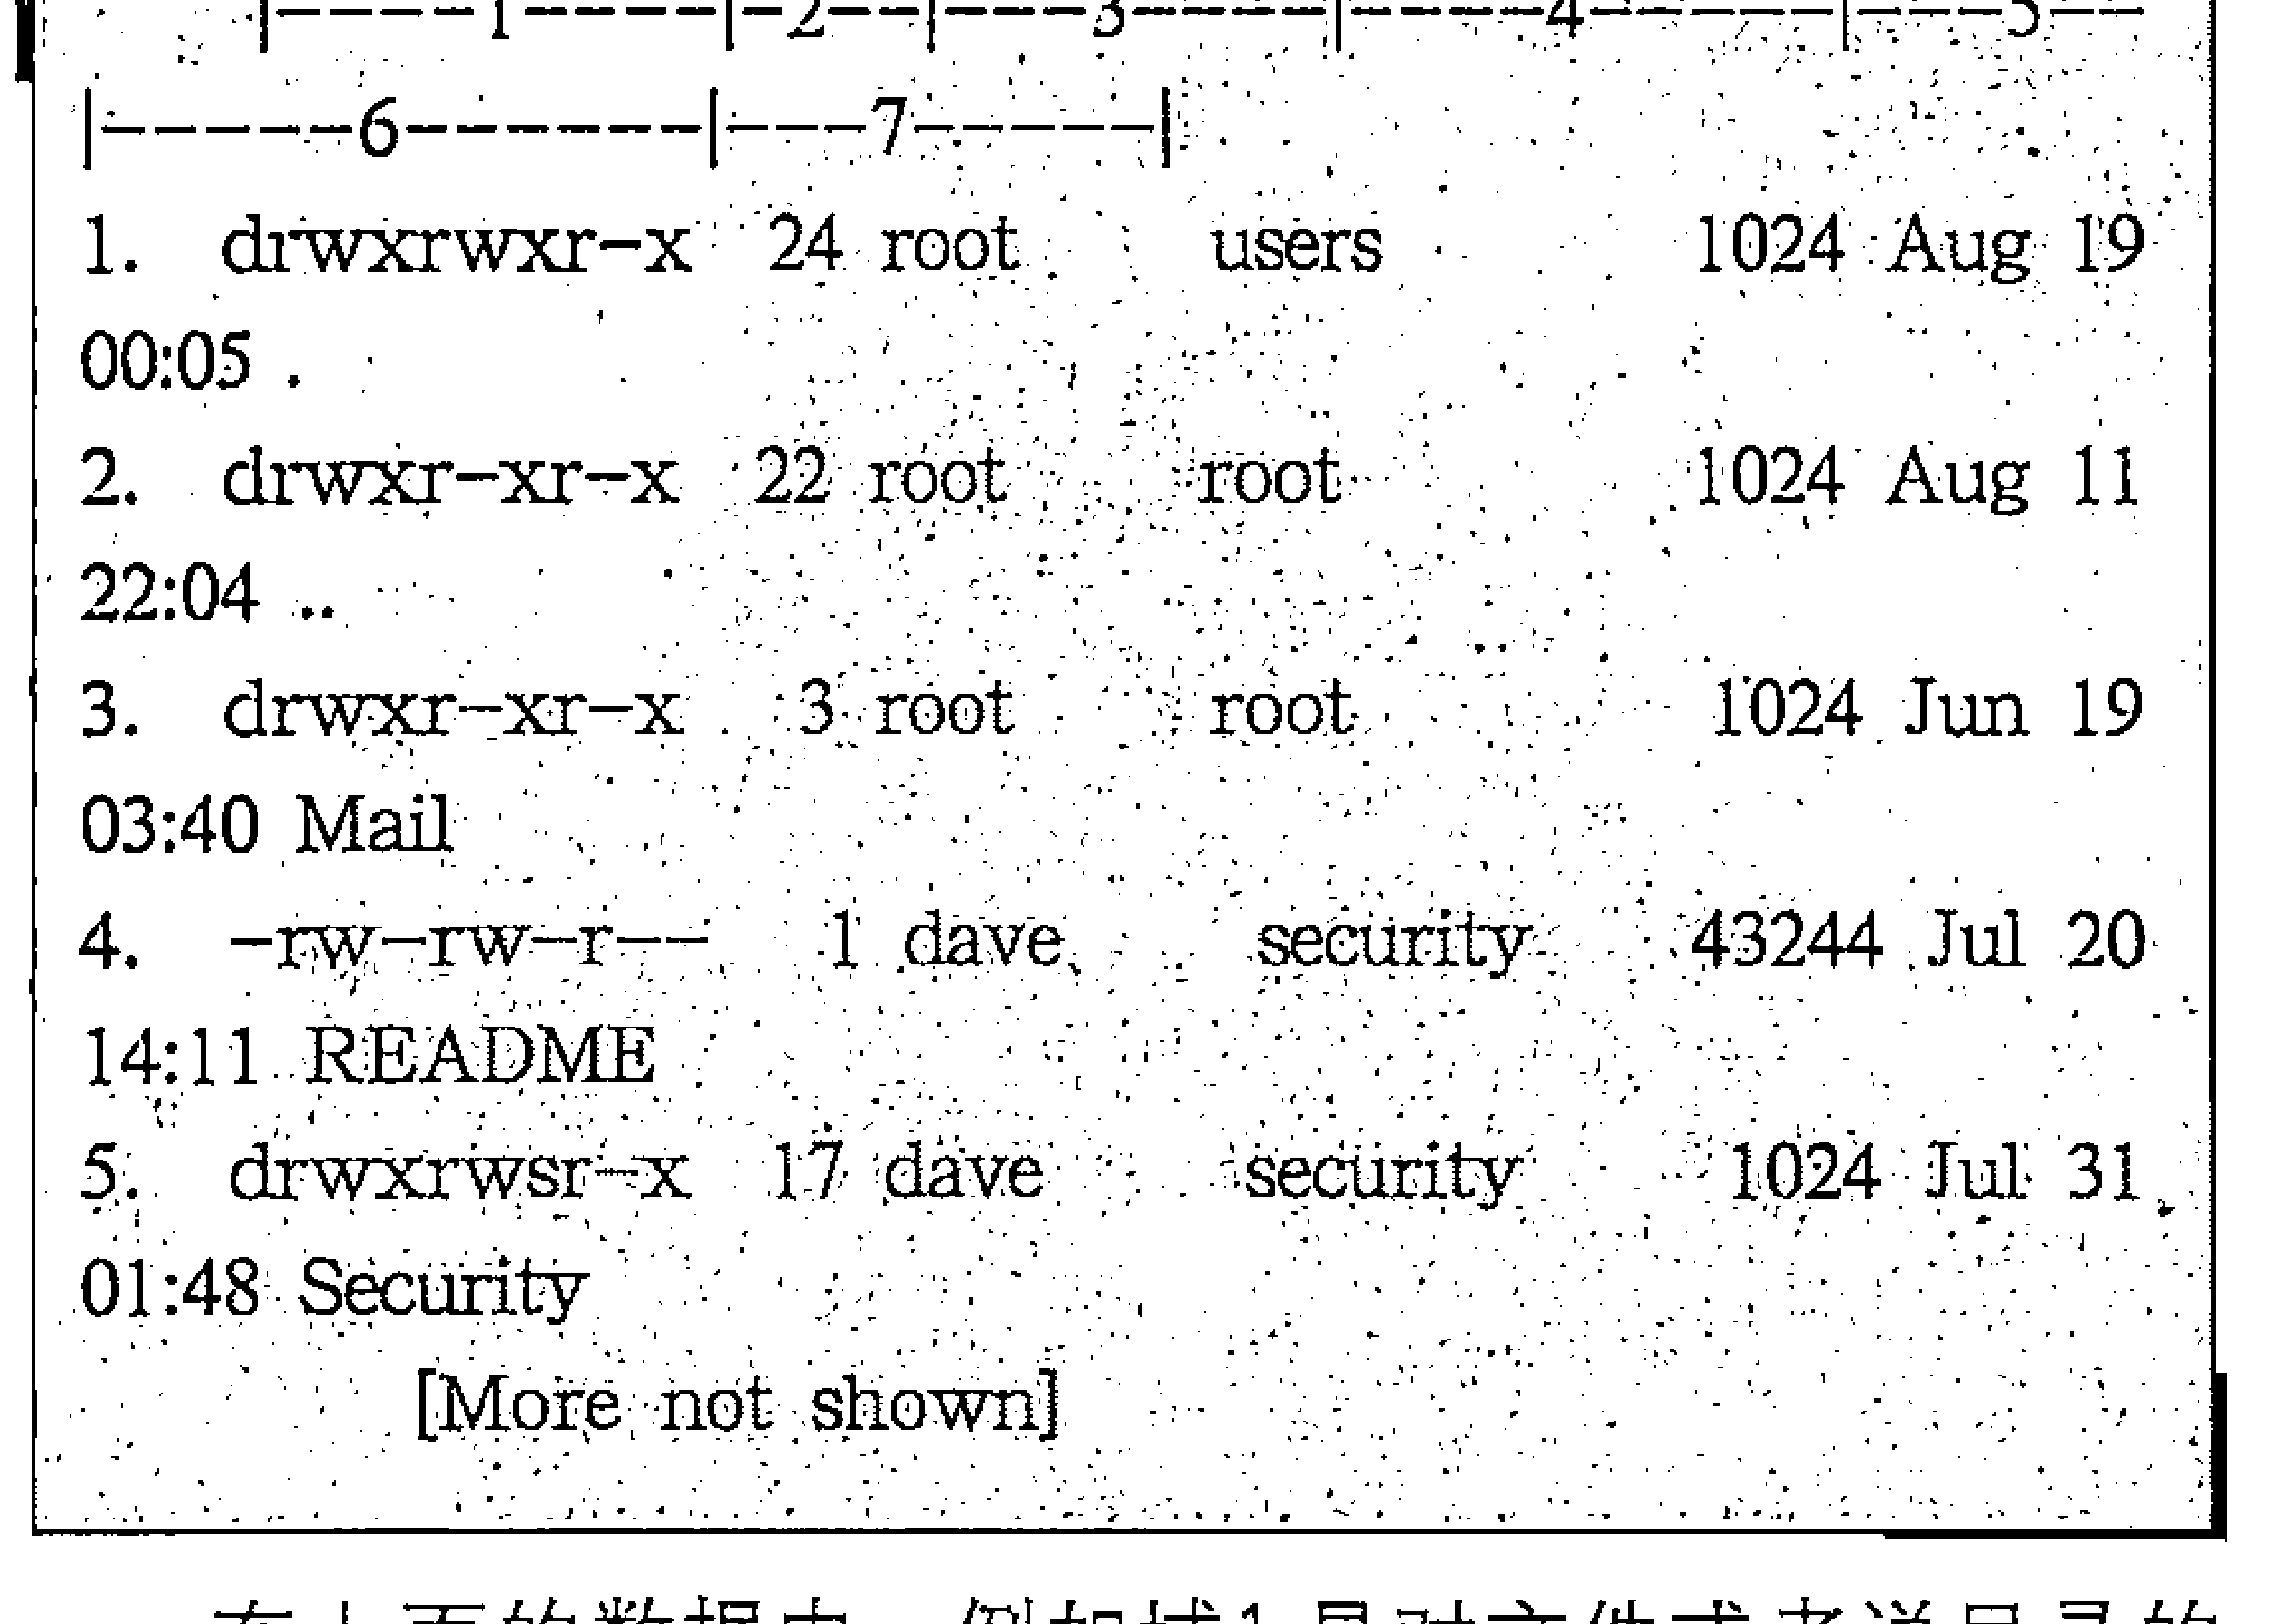 |-----1------|-2--|----3------|-----4-------|----5---
|-------6--------|----7-------|
1. drwxrwxr-x 24 root users 1024 Aug 19
00:05 .
2. drwxr-xr-x 22 root root 1024 Aug 11
22:04 ..
3. drwxr-xr-x 3 root root 1024 Jun 19
03:40 Mail
4. -rw-rw-r-- 1 dave security 43244 Jul 20
14:11 README
5. drwxrwsr-x 17 dave security 1024 Jul 31
01:48 Security
[More not shown]